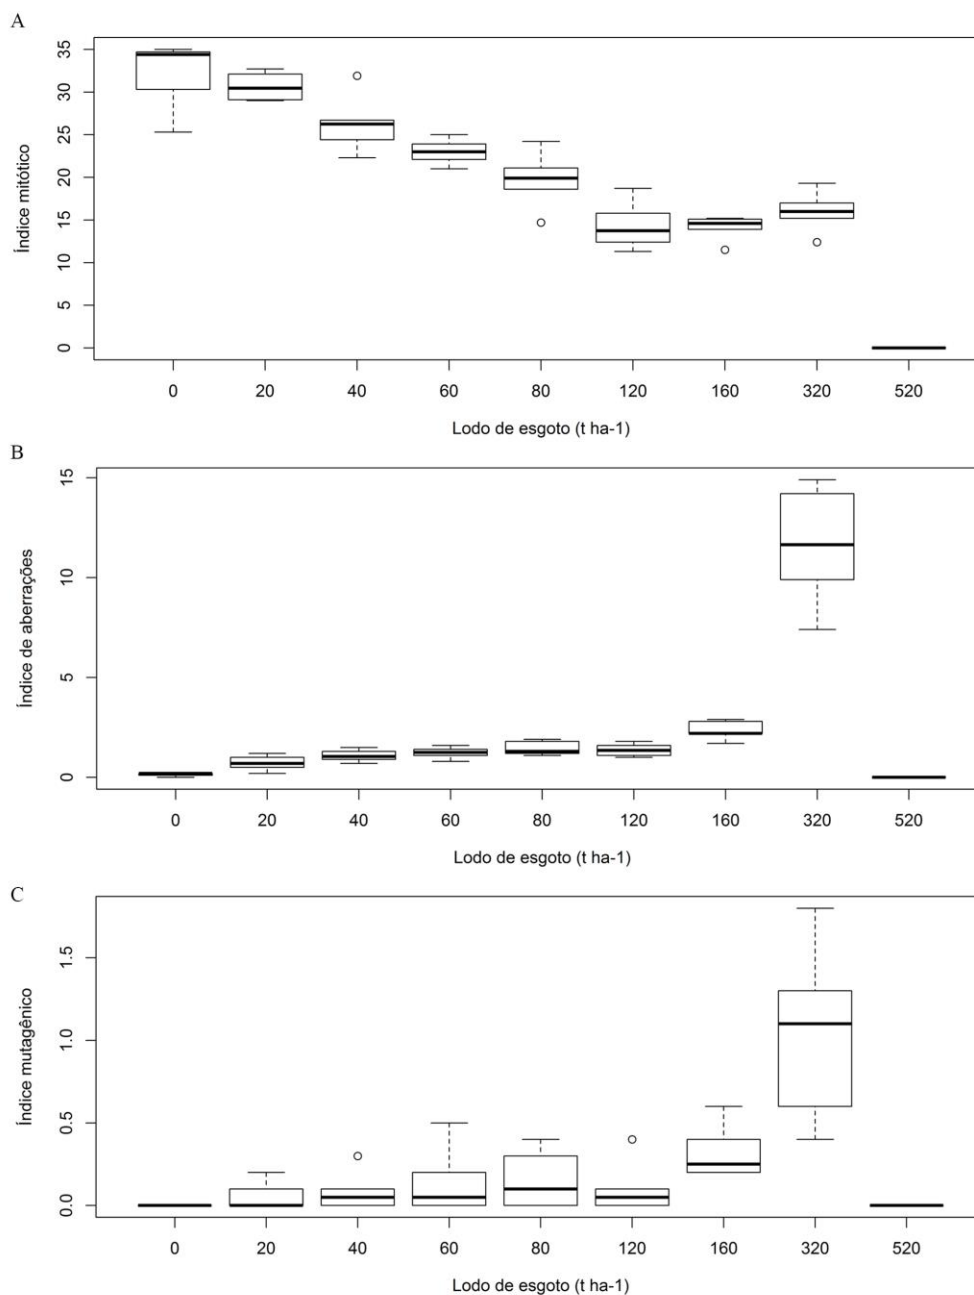 A
35
30
25
20
15
10
5
0
Índice mitótico
0 20 40 60 80 120 160 320 520
Lodo de esgoto (t ha-1)
B
15
10
5
0
Índice de aberrações
0 20 40 60 80 120 160 320 520
Lodo de esgoto (t ha-1)
C
1.5
1.0
0.5
0.0
Índice mutagênico
0 20 40 60 80 120 160 320 520
Lodo de esgoto (t ha-1)